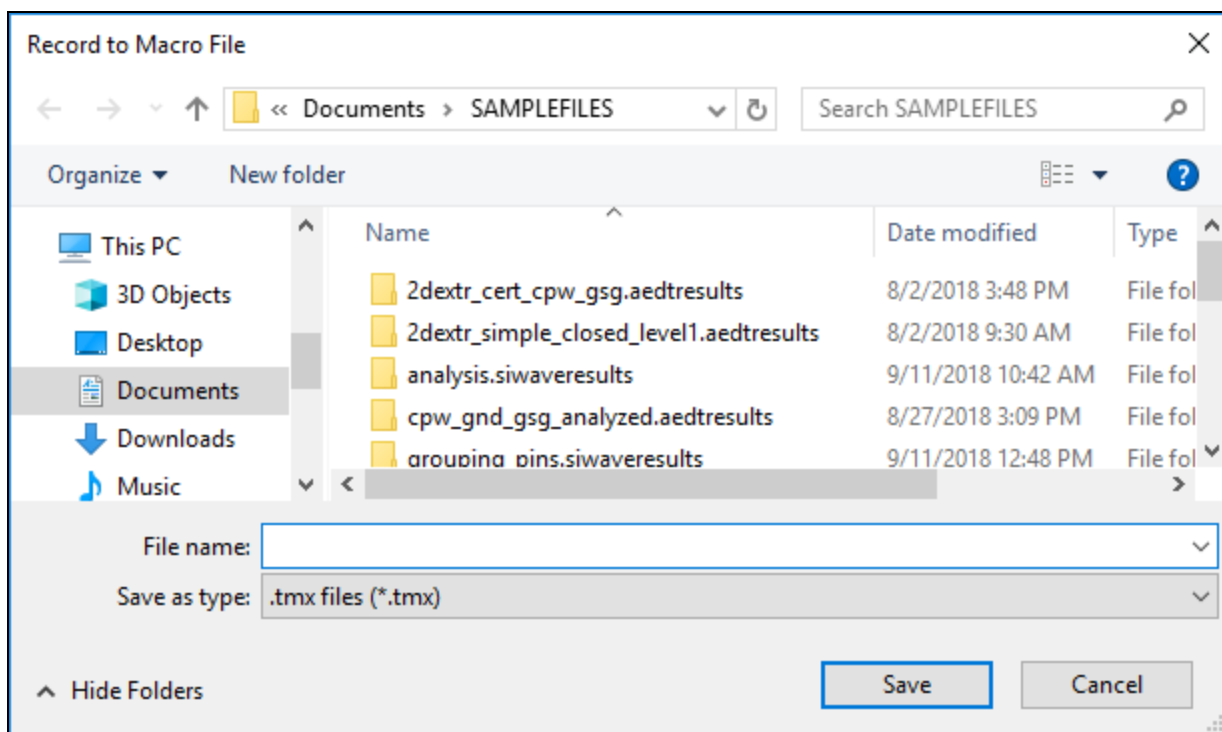 Record to Macro File
« Documents > SAMPLEFILES
Search SAMPLEFILES
Organize
New folder
?
This PC
3D Objects
Desktop
Documents
Downloads
Music
Name Date modified Type
2dextr_cert_cpw_gsg.aedtresults 8/2/2018 3:48 PM File fol
2dextr_simple_closed_level1.aedtresults 8/2/2018 9:30 AM File fol
analysis.siwaveresults 9/11/2018 10:42 AM File fol
cpw_gnd_gsg_analyzed.aedtresults 8/27/2018 3:09 PM File fol
grouping_pins.siwaveresults 9/11/2018 12:48 PM File fol
File name:
Save as type: .tmx files (*.tmx)
Hide Folders
Save
Cancel